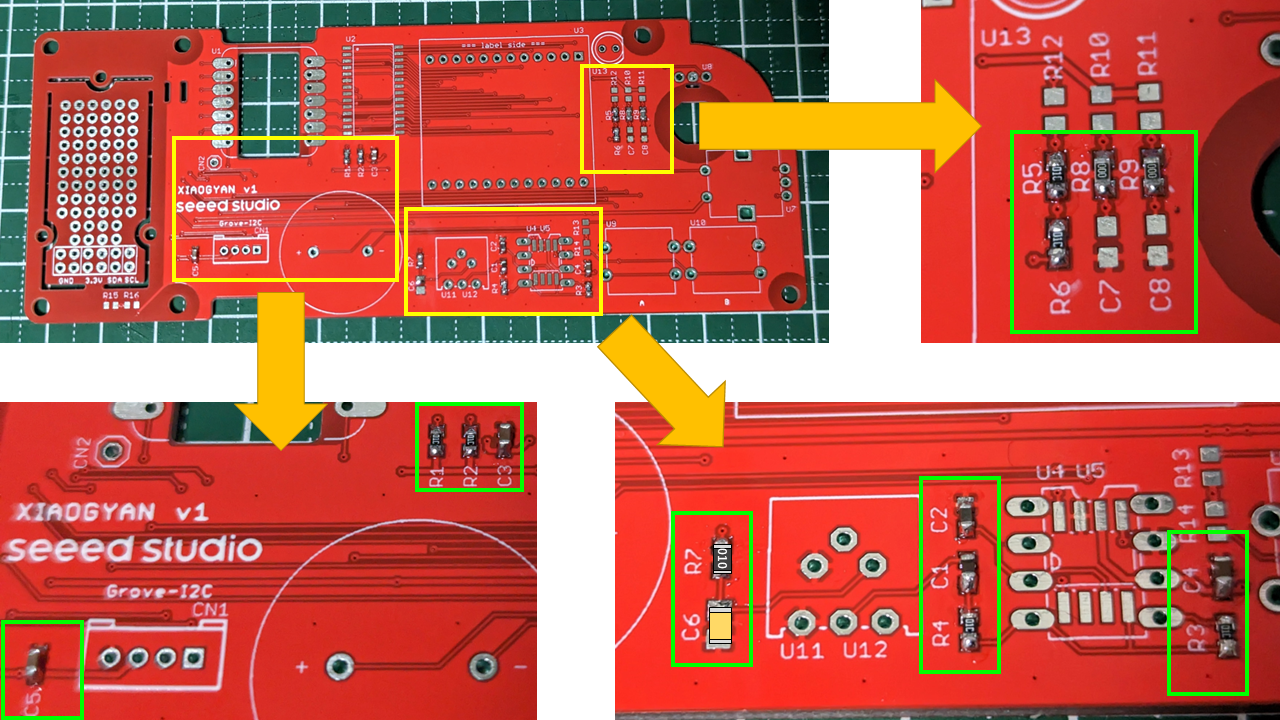 U1
U2
=== label side ===
U3
U13
R12 R10 R11
R5 R8 R9
R6 C7 C8
U8
CN2
R1 R2 C3
XIAOGYAN v1
seeed studio
Grove-I2C
CN1
C5
+ -
GND 3.3V SDA SCL
R15 R16
R7
C6
U11 U12
C2
C1
R4
U4 U5
R13
R14
C4
R3
U9
A
U10
B
U7
U13
R12 R10 R11
R5 R8 R9
000 000
R6 C7 C8
CN2
R1 R2 C3
XIAOGYAN v1
seeed studio
Grove-I2C
CN1
C5
+ -
R7
010
C6
U11 U12
C2
C1
R4
U4 U5
R13
R14
C4
R3